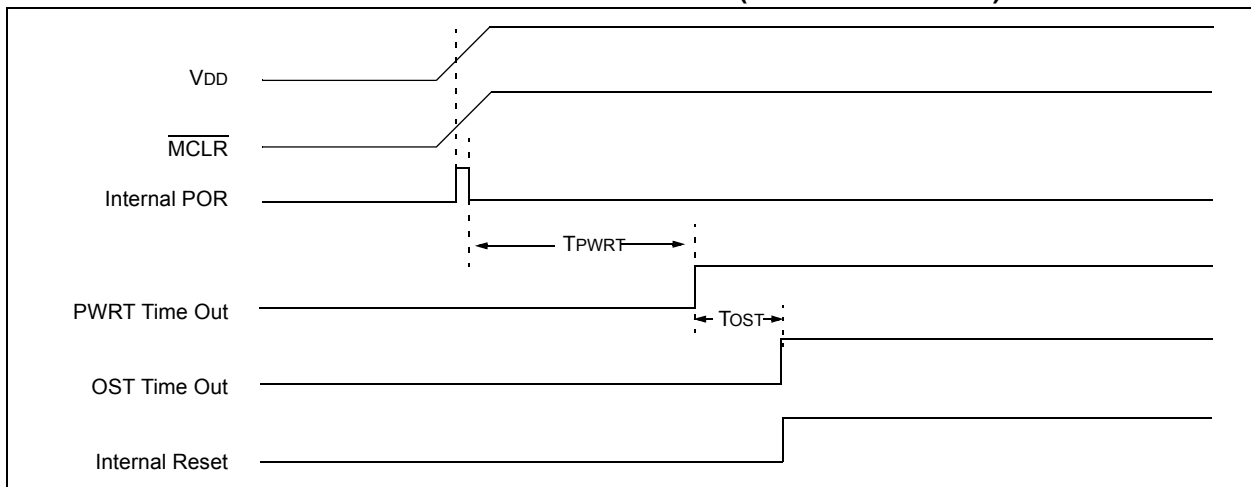 VDD
MCLR
Internal POR
TPWRT
PWRT Time Out
TOST
OST Time Out
Internal Reset